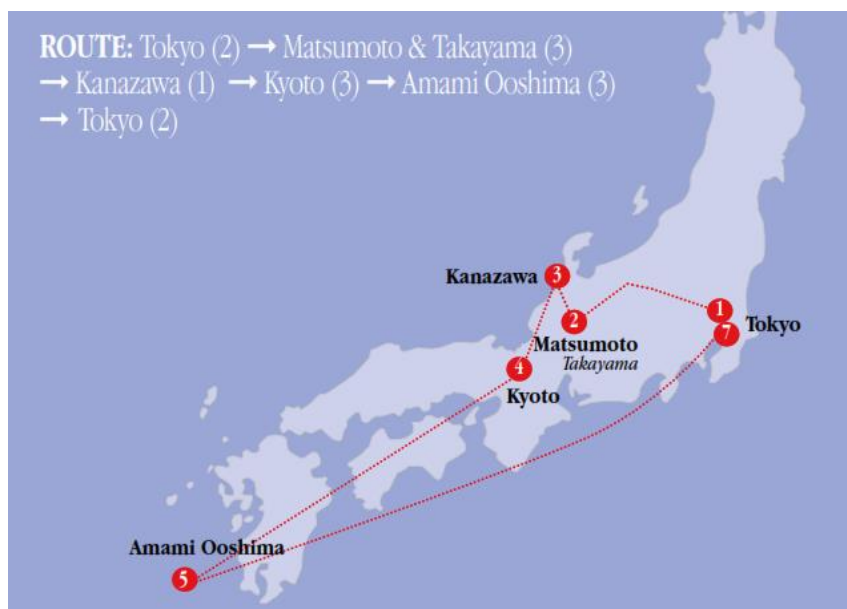 ROUTE: Tokyo (2) → Matsumoto & Takayama (3)
→ Kanazawa (1) → Kyoto (3) → Amami Ooshima (3)
→ Tokyo (2)
Kanazawa
3
1
2
7
Tokyo
Matsumoto
Takayama
4
Kyoto
Amami Ooshima
5